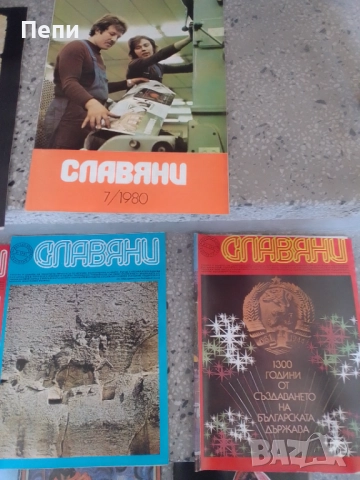 Пепи
СЛАВЯНИ
7/1980
СЛАВЯНИ
СЛАВЯНИ
1300
ГОДИНИ
ОТ
СЪЗДАВАНЕТО
НА
БЪЛГАРСКАТА
ДЪРЖАВА
bazar